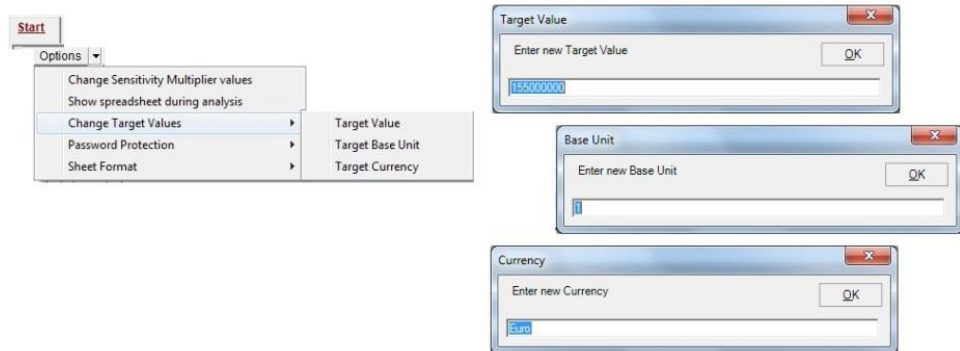 Start
Options
Change Sensitivity Multiplier values
Show spreadsheet during analysis
Change Target Values
Password Protection
Sheet Format
Target Value
Target Base Unit
Target Currency
Target Value
Enter new Target Value
OK
155000000
Base Unit
Enter new Base Unit
OK
1
Currency
Enter new Currency
OK
Euro